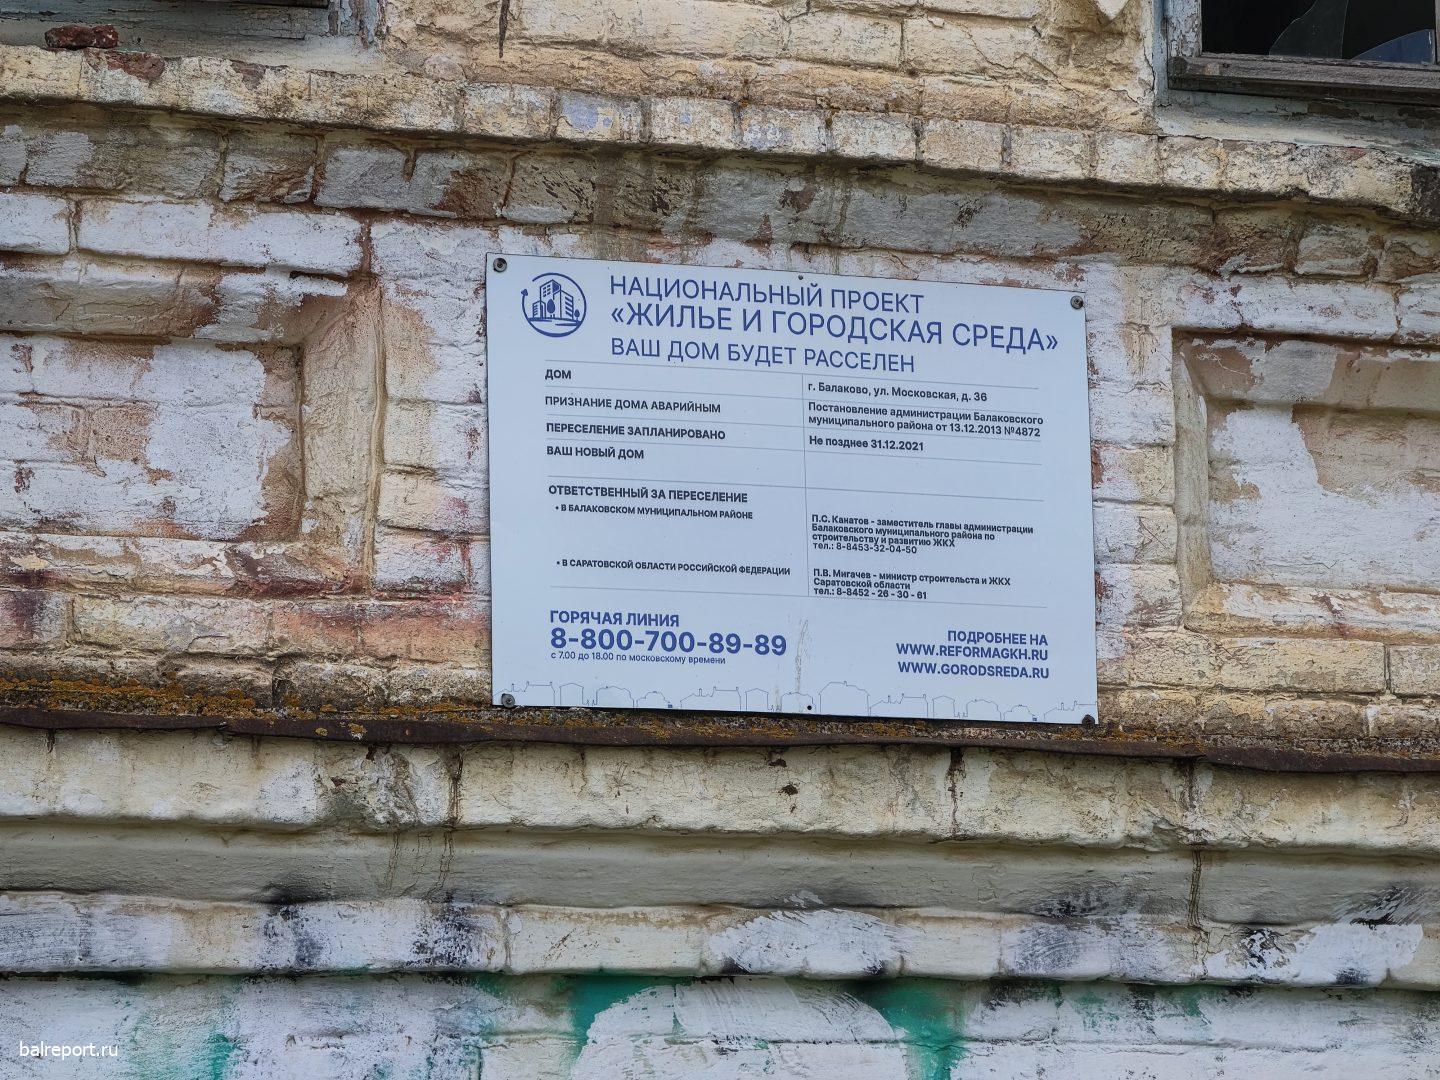 НАЦИОНАЛЬНЫЙ ПРОЕКТ
«ЖИЛЬЕ И ГОРОДСКАЯ СРЕДА»
ВАШ ДОМ БУДЕТ РАССЕЛЕН
ДОМ
г. Балаково, ул. Московская, д. 36
ПРИЗНАНИЕ ДОМА АВАРИЙНЫМ
Постановление администрации Балаковского
муниципального района от 13.12.2013 №4872
ПЕРЕСЕЛЕНИЕ ЗАПЛАНИРОВАНО
Не позднее 31.12.2021
ВАШ НОВЫЙ ДОМ
ОТВЕТСТВЕННЫЙ ЗА ПЕРЕСЕЛЕНИЕ
• В БАЛАКОВСКОМ МУНИЦИПАЛЬНОМ РАЙОНЕ
П.С. Канатов - заместитель главы администрации
Балаковского муниципального района по
строительству и развитию ЖКХ
тел.: 8-8453-32-04-50
• В САРАТОВСКОЙ ОБЛАСТИ РОССИЙСКОЙ ФЕДЕРАЦИИ
П.В. Мигачев - министр строительста и ЖКХ
Саратовской области
тел.: 8-8452 - 26 - 30 - 61
ГОРЯЧАЯ ЛИНИЯ
8-800-700-89-89
с 7.00 до 18.00 по московскому времени
ПОДРОБНЕЕ НА
WWW.REFORMAGKH.RU
WWW.GORODSREDA.RU
balreport.ru